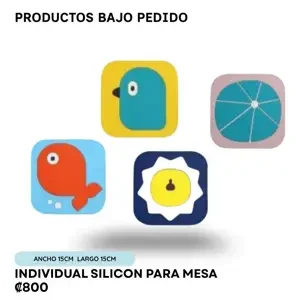 PRODUCTOS BAJO PEDIDO
ANCHO 15CM LARGO 15CM
INDIVIDUAL SILICON PARA MESA
₡800